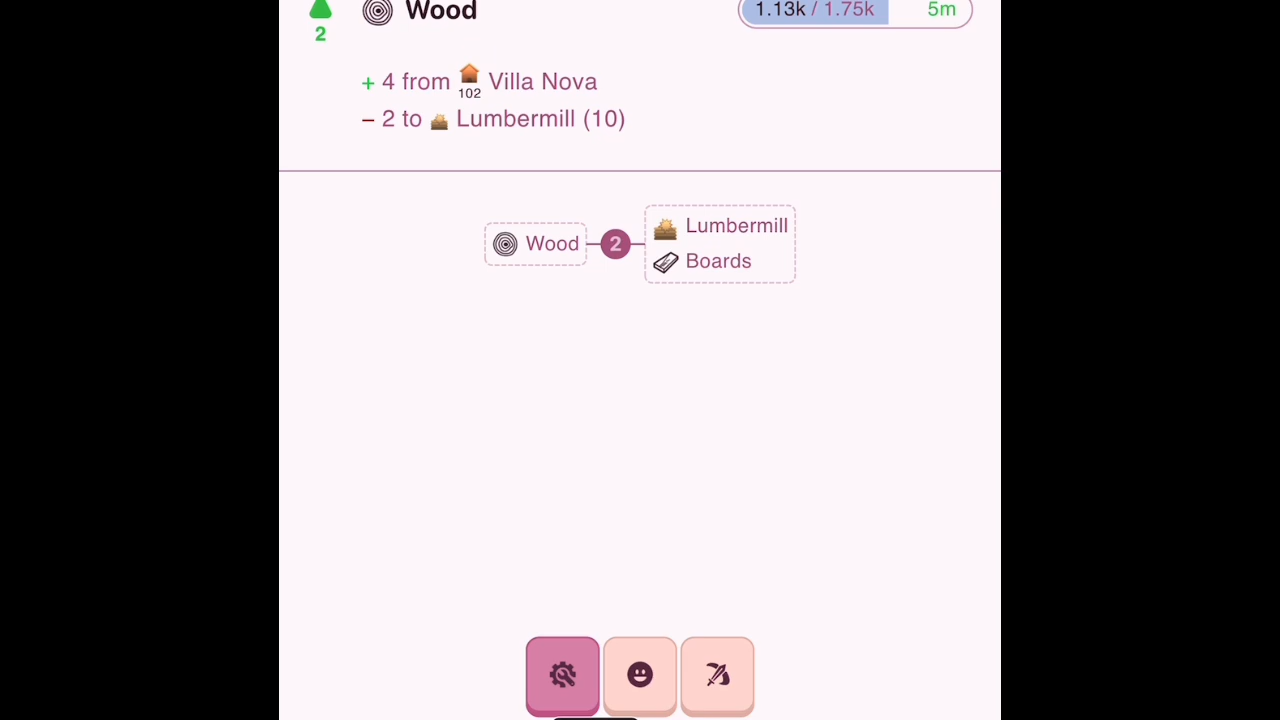 Wood
1.13k / 1.75k 5m
2
+ 4 from Villa Nova
102
– 2 to Lumbermill (10)
Wood
2
Lumbermill
Boards